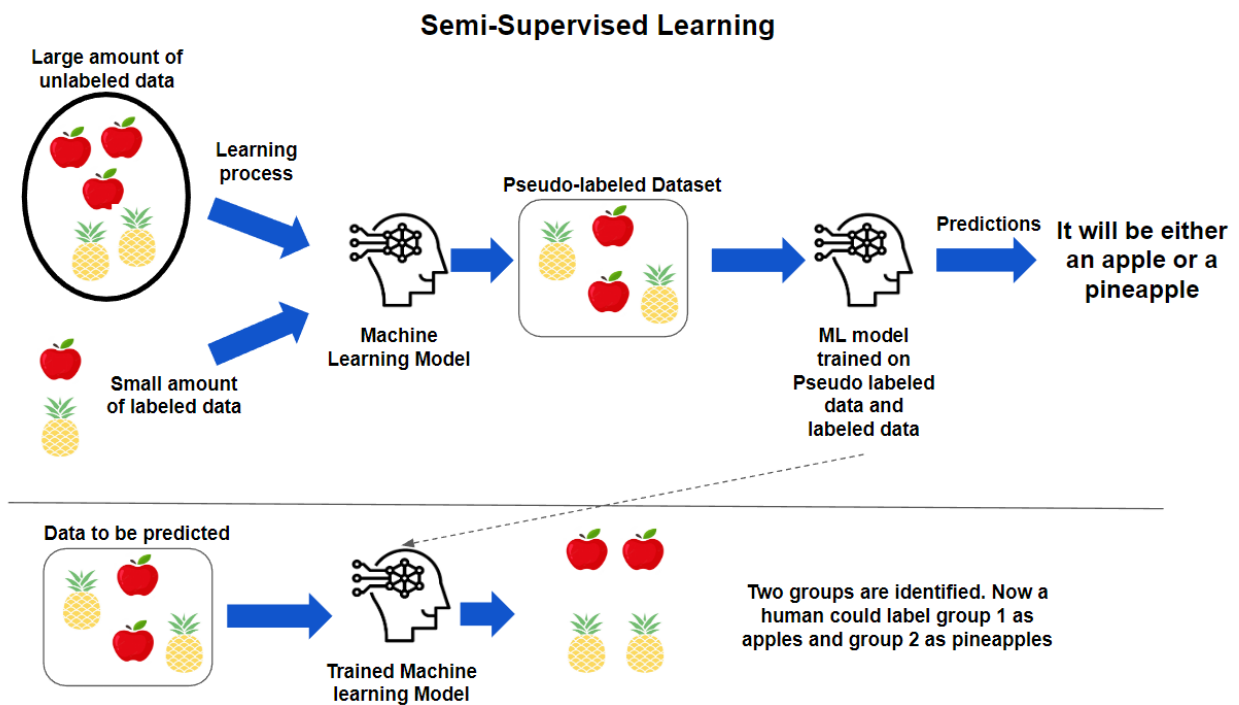 Semi-Supervised Learning
Large amount of
unlabeled data
Learning
process
Pseudo-labeled Dataset
Predictions
It will be either
an apple or a
pineapple
Machine
Learning Model
ML model
trained on
Pseudo labeled
data and
labeled data
Small amount
of labeled data
Data to be predicted
Trained Machine
learning Model
Two groups are identified. Now a
human could label group 1 as
apples and group 2 as pineapples